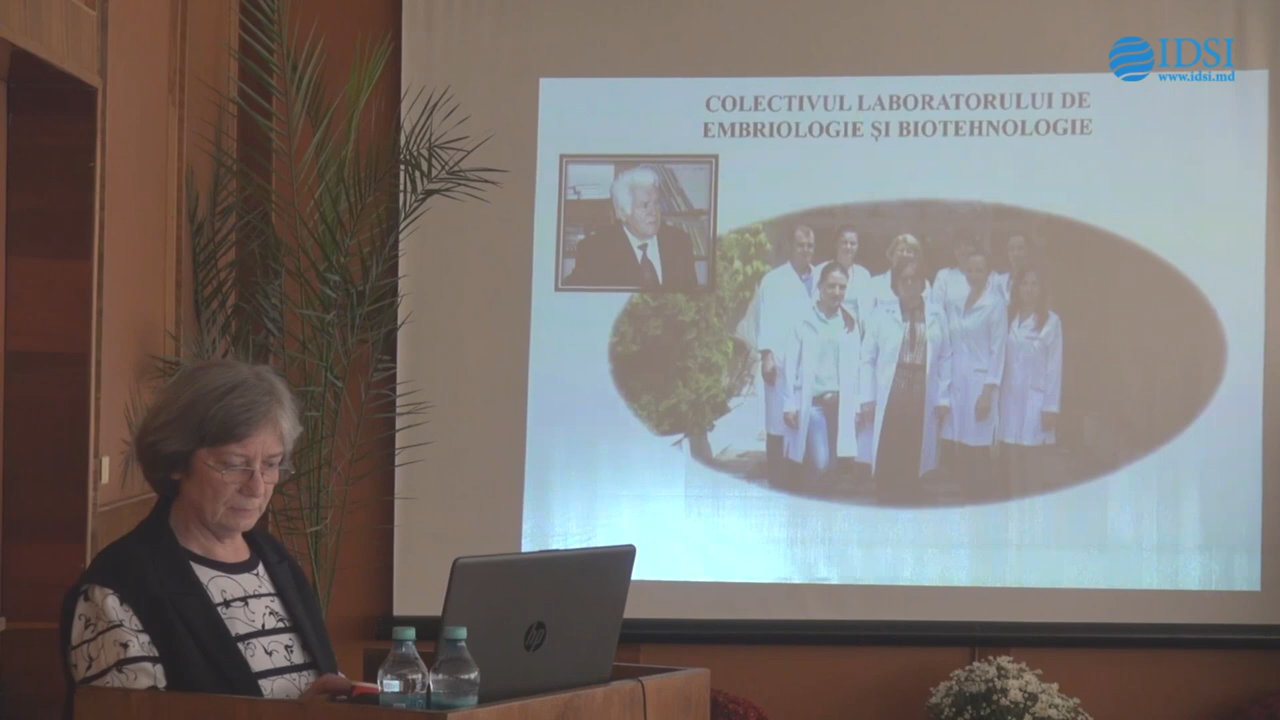 IDSI
www.idsi.md
COLECTIVUL LABORATORULUI DE
EMBRIOLOGIE ŞI BIOTEHNOLOGIE
hp